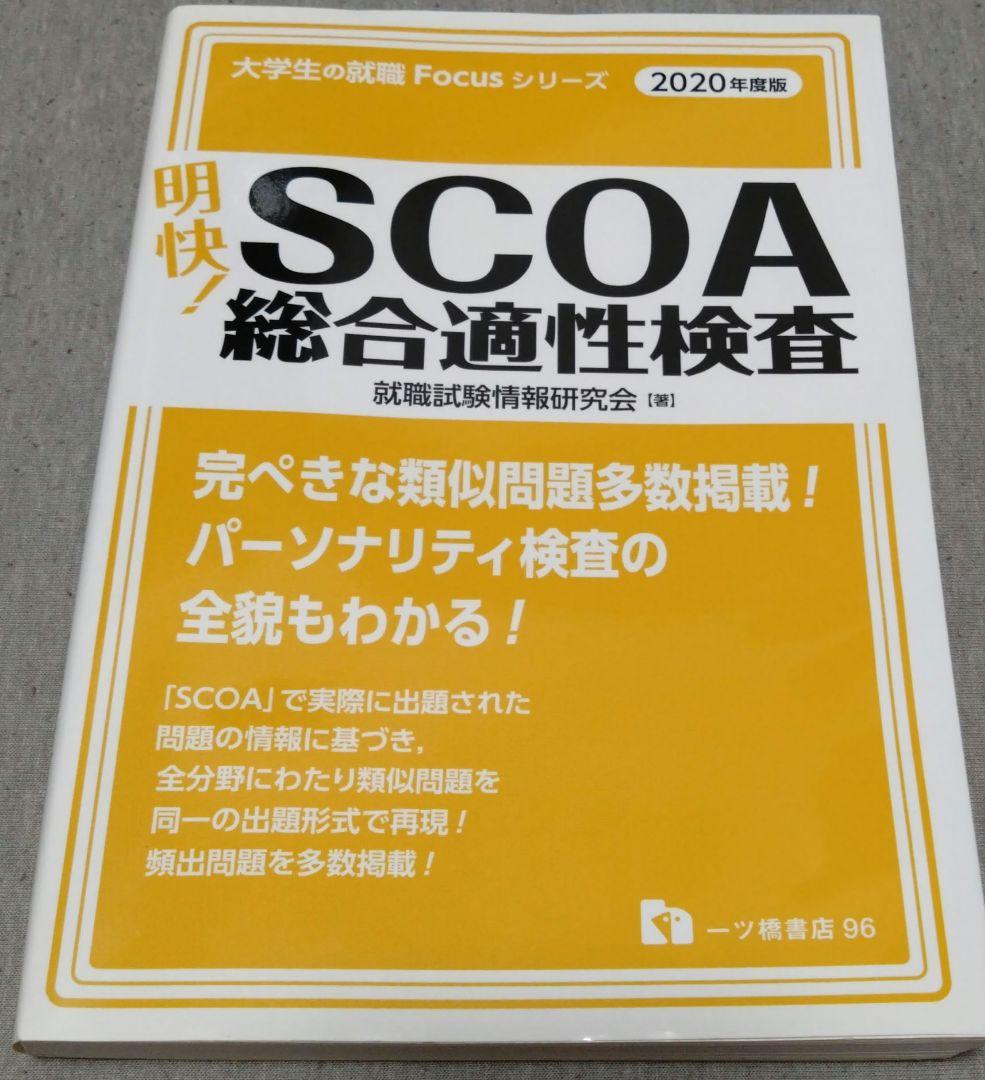 大学生の就職 Focus シリーズ 2020年度版
明快!
SCOA
総合適性検査
就職試験情報研究会【著】
完ぺきな類似問題多数掲載!
パーソナリティ検査の
全貌もわかる!
「SCOA」で実際に出題された
問題の情報に基づき,
全分野にわたり類似問題を
同一の出題形式で再現!
頻出問題を多数掲載!
一ツ橋書店 96